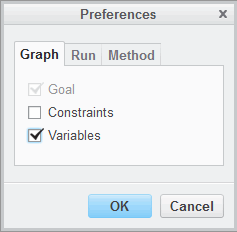 Preferences
Graph Run Method
Goal
Constraints
Variables
OK Cancel